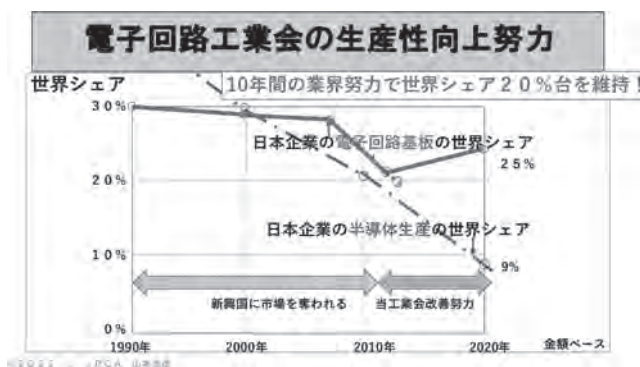 電子回路工業会の生産性向上努力
世界シェア
10年間の業界努力で世界シェア20%台を維持!
30%
日本企業の電子回路基板の世界シェア
25%
20%
日本企業の半導体生産の世界シェア
10%
9%
新興国に市場を奪われる
当工業会改善努力
0%
1990年
2000年
2010年
2020年
金額ベース